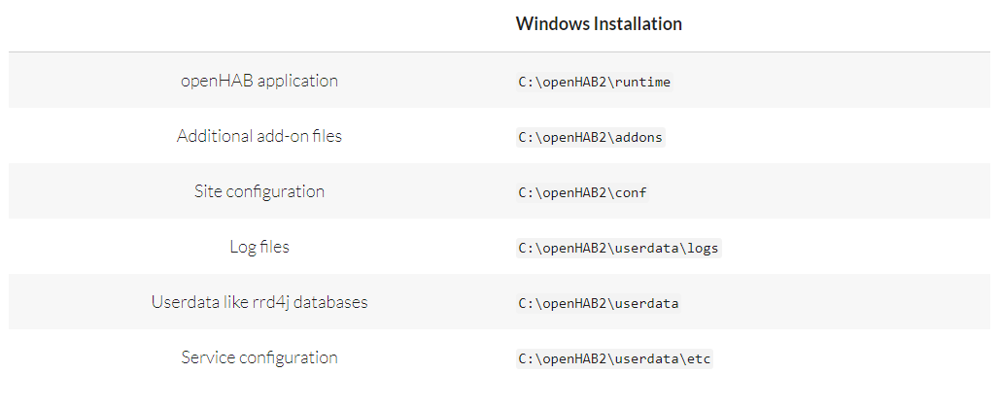 Windows Installation
openHAB application C:\openHAB2\runtime
Additional add-on files C:\openHAB2\addons
Site configuration C:\openHAB2\conf
Log files C:\openHAB2\userdata\logs
Userdata like rrd4j databases C:\openHAB2\userdata
Service configuration C:\openHAB2\userdata\etc